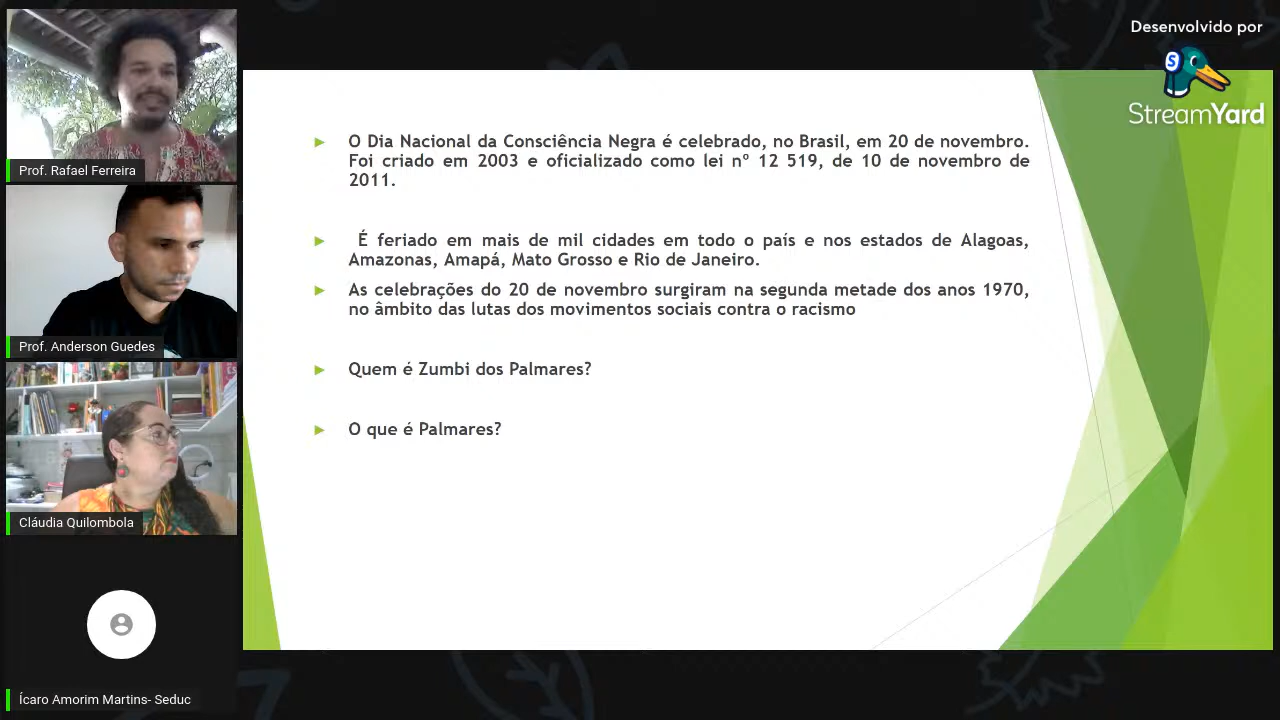 Desenvolvido por
StreamYard
Prof. Rafael Ferreira
Prof. Anderson Guedes
Cláudia Quilombola
Ícaro Amorim Martins- Seduc
O Dia Nacional da Consciência Negra é celebrado, no Brasil, em 20 de novembro.
Foi criado em 2003 e oficializado como lei nº 12 519, de 10 de novembro de
2011.
É feriado em mais de mil cidades em todo o país e nos estados de Alagoas,
Amazonas, Amapá, Mato Grosso e Rio de Janeiro.
As celebrações do 20 de novembro surgiram na segunda metade dos anos 1970,
no âmbito das lutas dos movimentos sociais contra o racismo
Quem é Zumbi dos Palmares?
O que é Palmares?